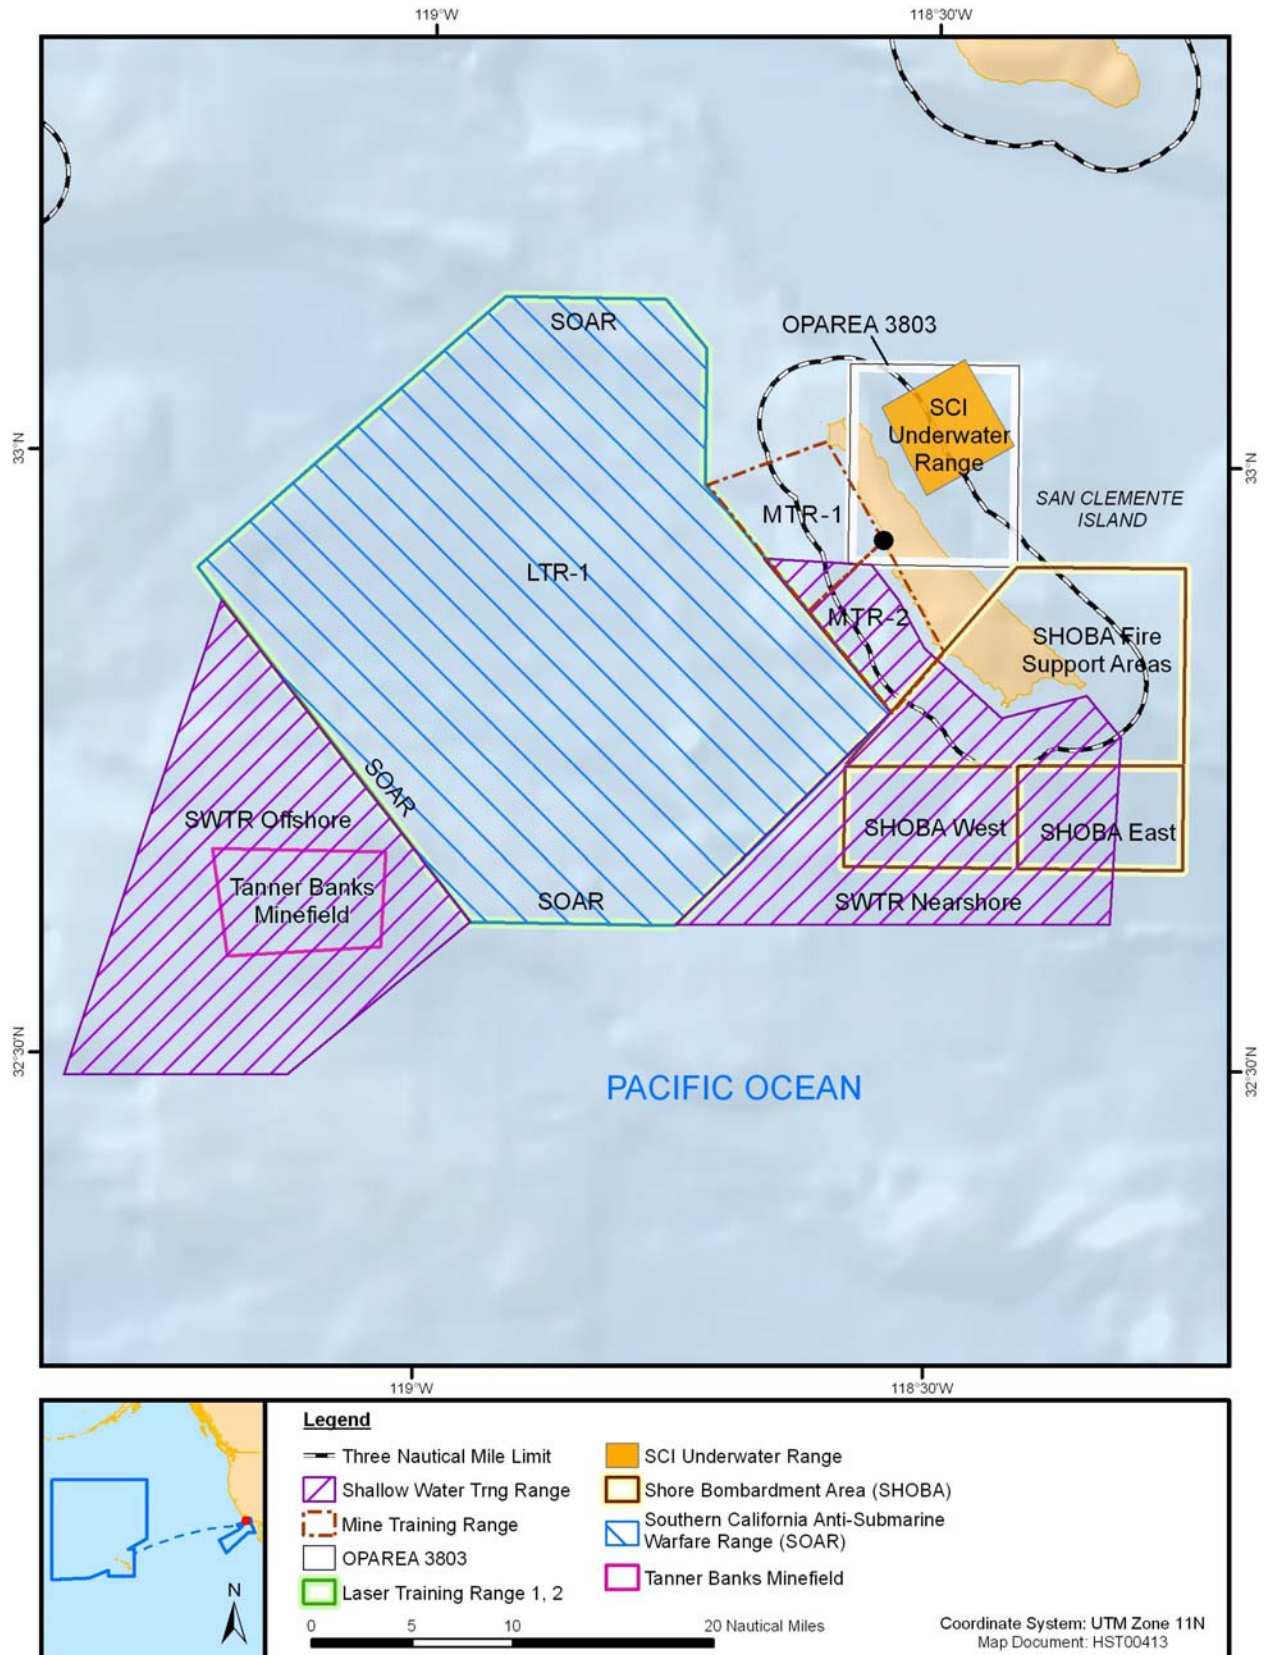 119°W
118°30'W
SOAR
OPAREA 3803
SCI
Underwater
Range
33°N
33°N
SAN CLEMENTE
ISLAND
MTR-1
LTR-1
MTR-2
SHOBA Fire
Support Areas
SOAR
SWTR Offshore
SHOBA West
SHOBA East
Tanner Banks
Minefield
SOAR
SWTR Nearshore
32°30'N
32°30'N
PACIFIC OCEAN
119°W
118°30'W
Legend
Three Nautical Mile Limit
Shallow Water Trng Range
Mine Training Range
OPAREA 3803
Laser Training Range 1, 2
SCI Underwater Range
Shore Bombardment Area (SHOBA)
Southern California Anti-Submarine
Warfare Range (SOAR)
Tanner Banks Minefield
N
0 5 10 20 Nautical Miles
Coordinate System: UTM Zone 11N
Map Document: HST00413